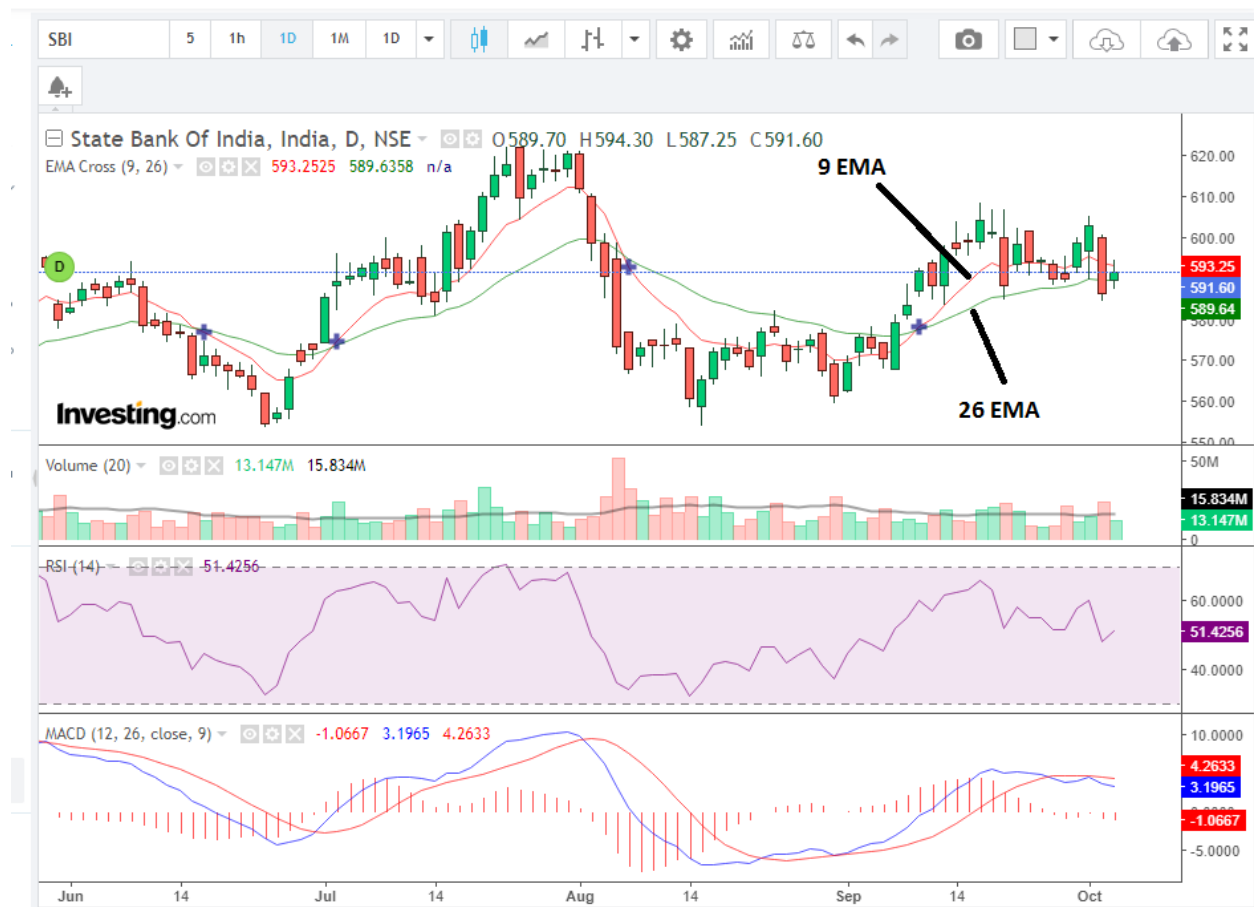 SBI 5 1h 1D 1M 1D
State Bank Of India, India, D, NSE O589.70 H594.30 L587.25 C591.60
EMA Cross (9, 26) 593.2525 589.6358 n/a
9 EMA
26 EMA
D
Investing.com
620.00
610.00
600.00
593.25
591.60
589.64
580.00
570.00
560.00
550.00
Volume (20) 13.147M 15.834M
50M
15.834M
13.147M
0
RSI (14) 51.4256
60.0000
51.4256
40.0000
MACD (12, 26, close, 9) -1.0667 3.1965 4.2633
10.0000
4.2633
3.1965
-1.0667
-5.0000
Jun 14 Jul 14 Aug 14 Sep 14 Oct